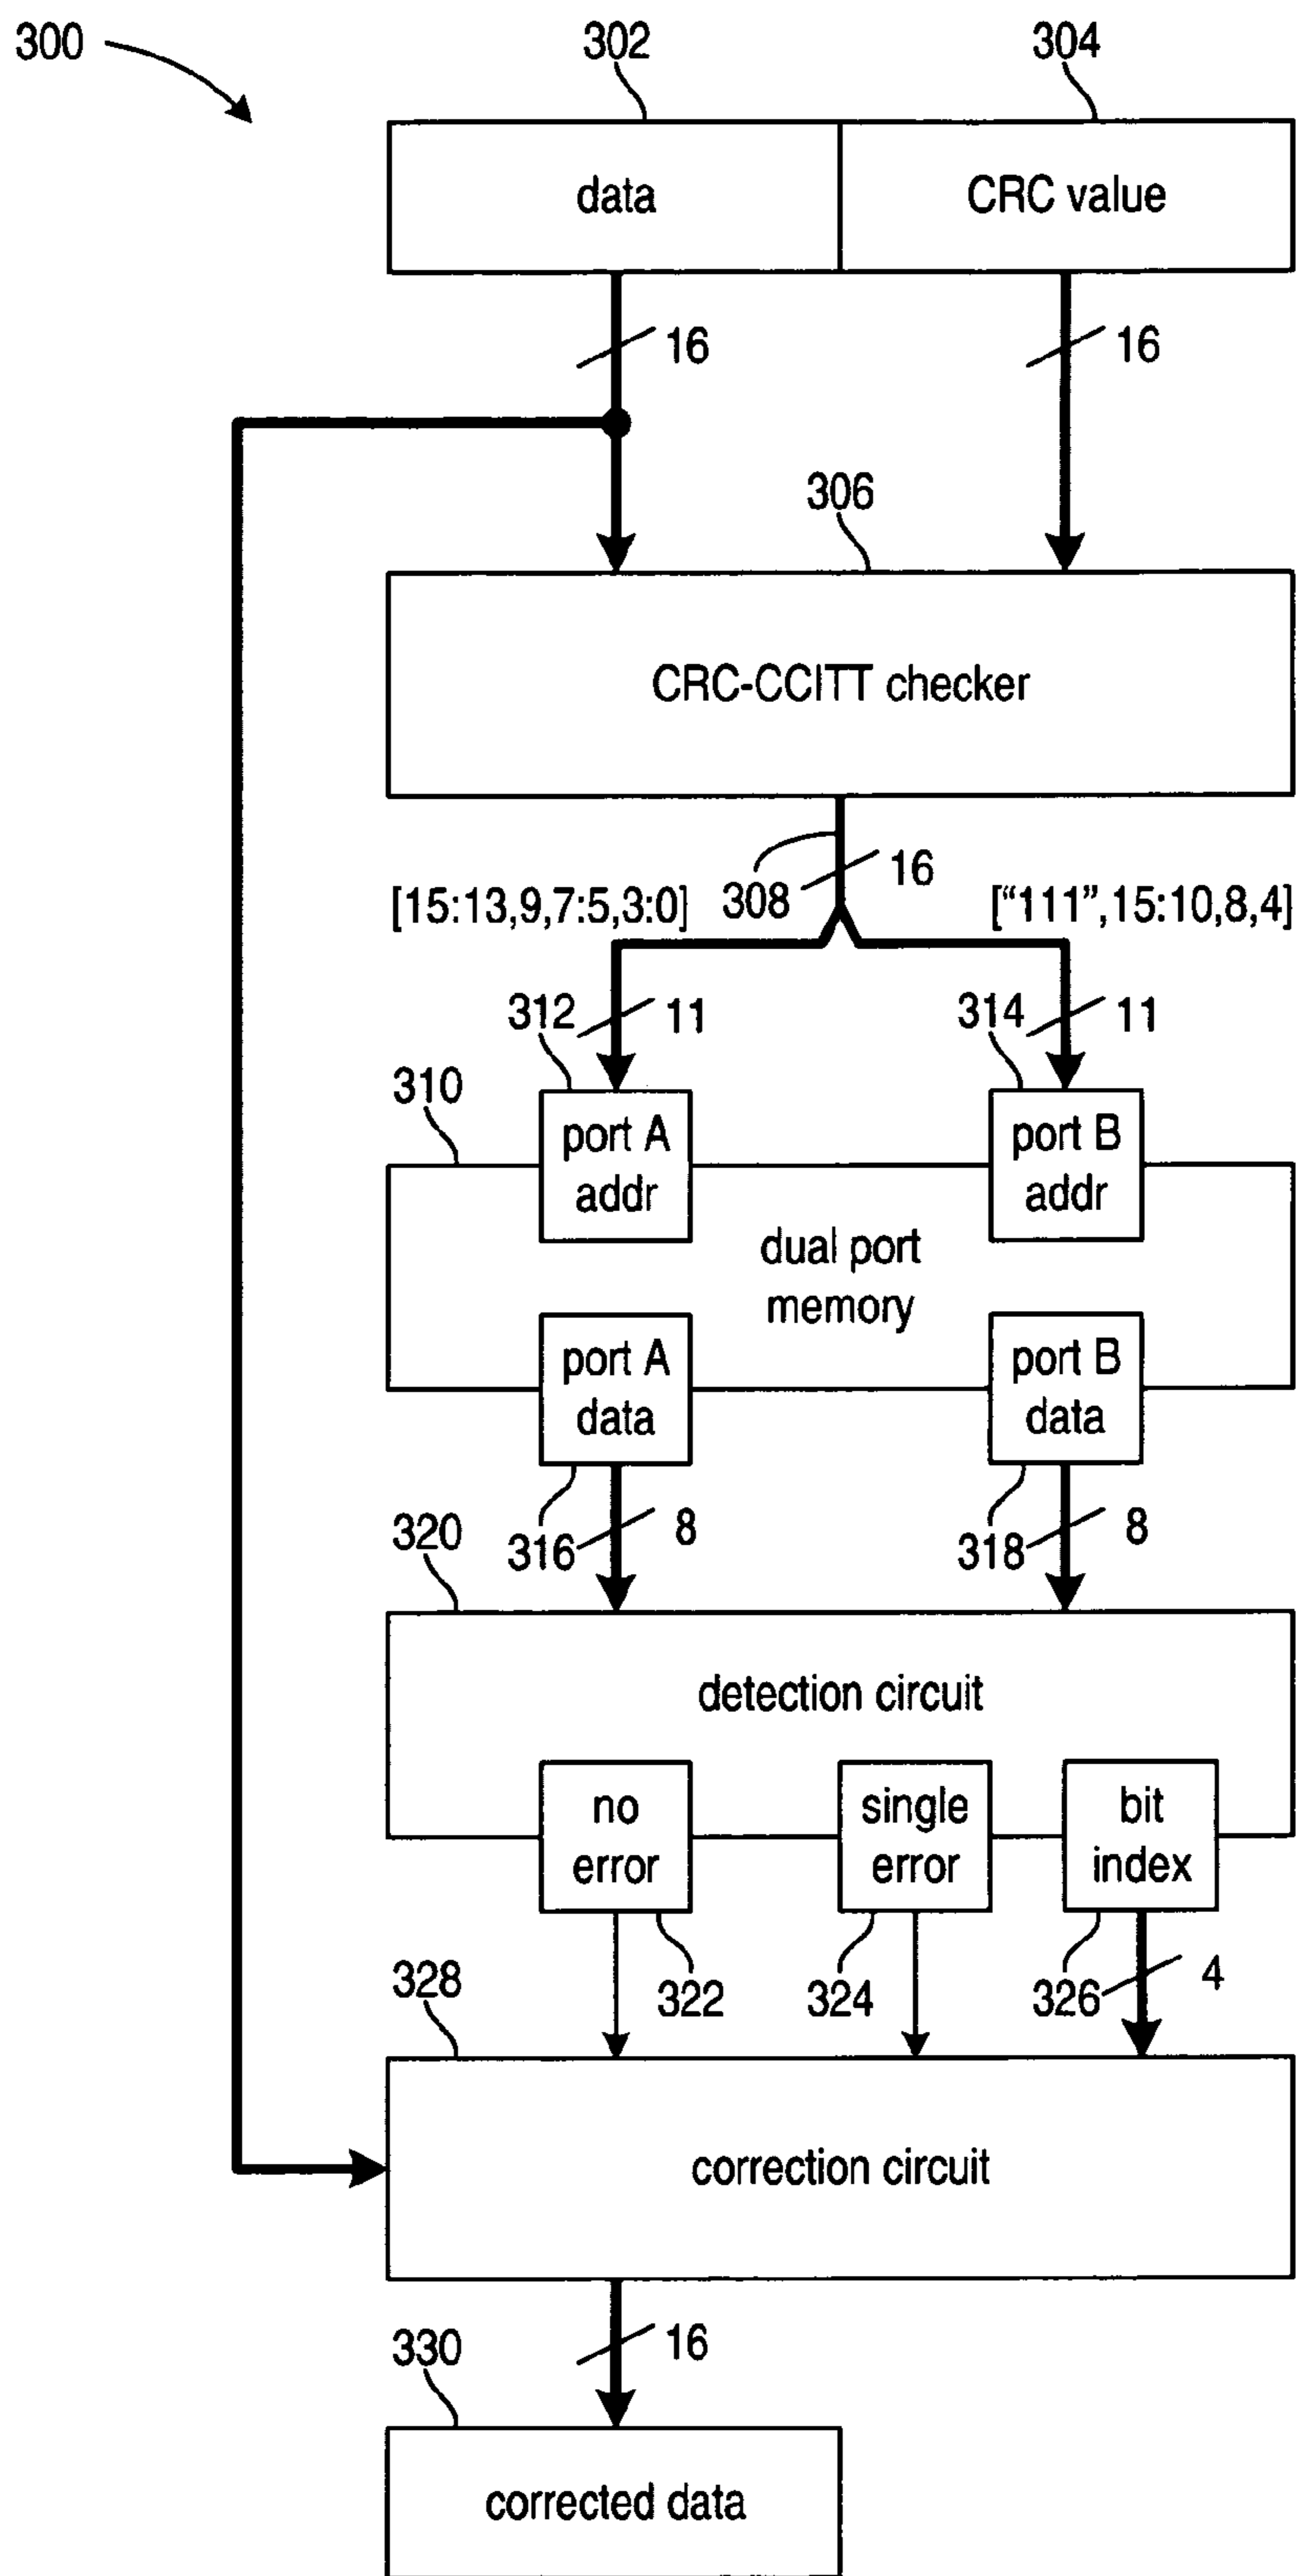 300
302
304
data
CRC value
16
16
306
CRC-CCITT checker
308
16
[15:13,9,7:5,3:0]
[“111”,15:10,8,4]
312
11
314
11
310
port A
addr
port B
addr
dual port
memory
port A
data
port B
data
316
8
318
8
320
detection circuit
no
error
single
error
bit
index
322
324
326
4
328
correction circuit
16
330
corrected data